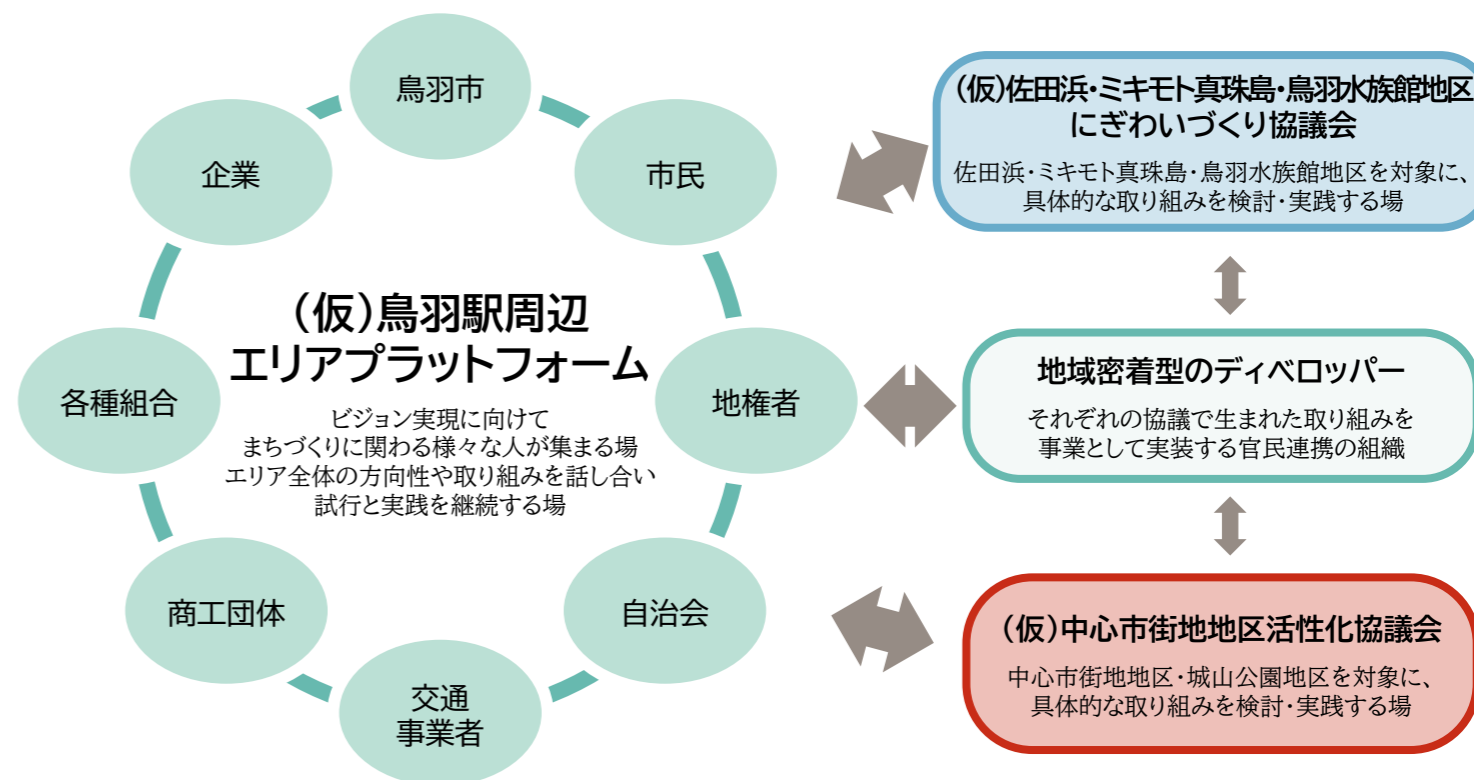 鳥羽市
企業
市民
(仮)鳥羽駅周辺
エリアプラットフォーム
ビジョン実現に向けて
まちづくりに関わる様々な人が集まる場
エリア全体の方向性や取り組みを話し合い
試行と実践を継続する場
各種組合
地権者
商工団体
自治会
交通
事業者
(仮)佐田浜・ミキモト真珠島・鳥羽水族館地区
にぎわいづくり協議会
佐田浜・ミキモト真珠島・鳥羽水族館地区を対象に、
具体的な取り組みを検討・実践する場
地域密着型のディベロッパー
それぞれの協議で生まれた取り組みを
事業として実装する官民連携の組織
(仮)中心市街地地区活性化協議会
中心市街地地区・城山公園地区を対象に、
具体的な取り組みを検討・実践する場